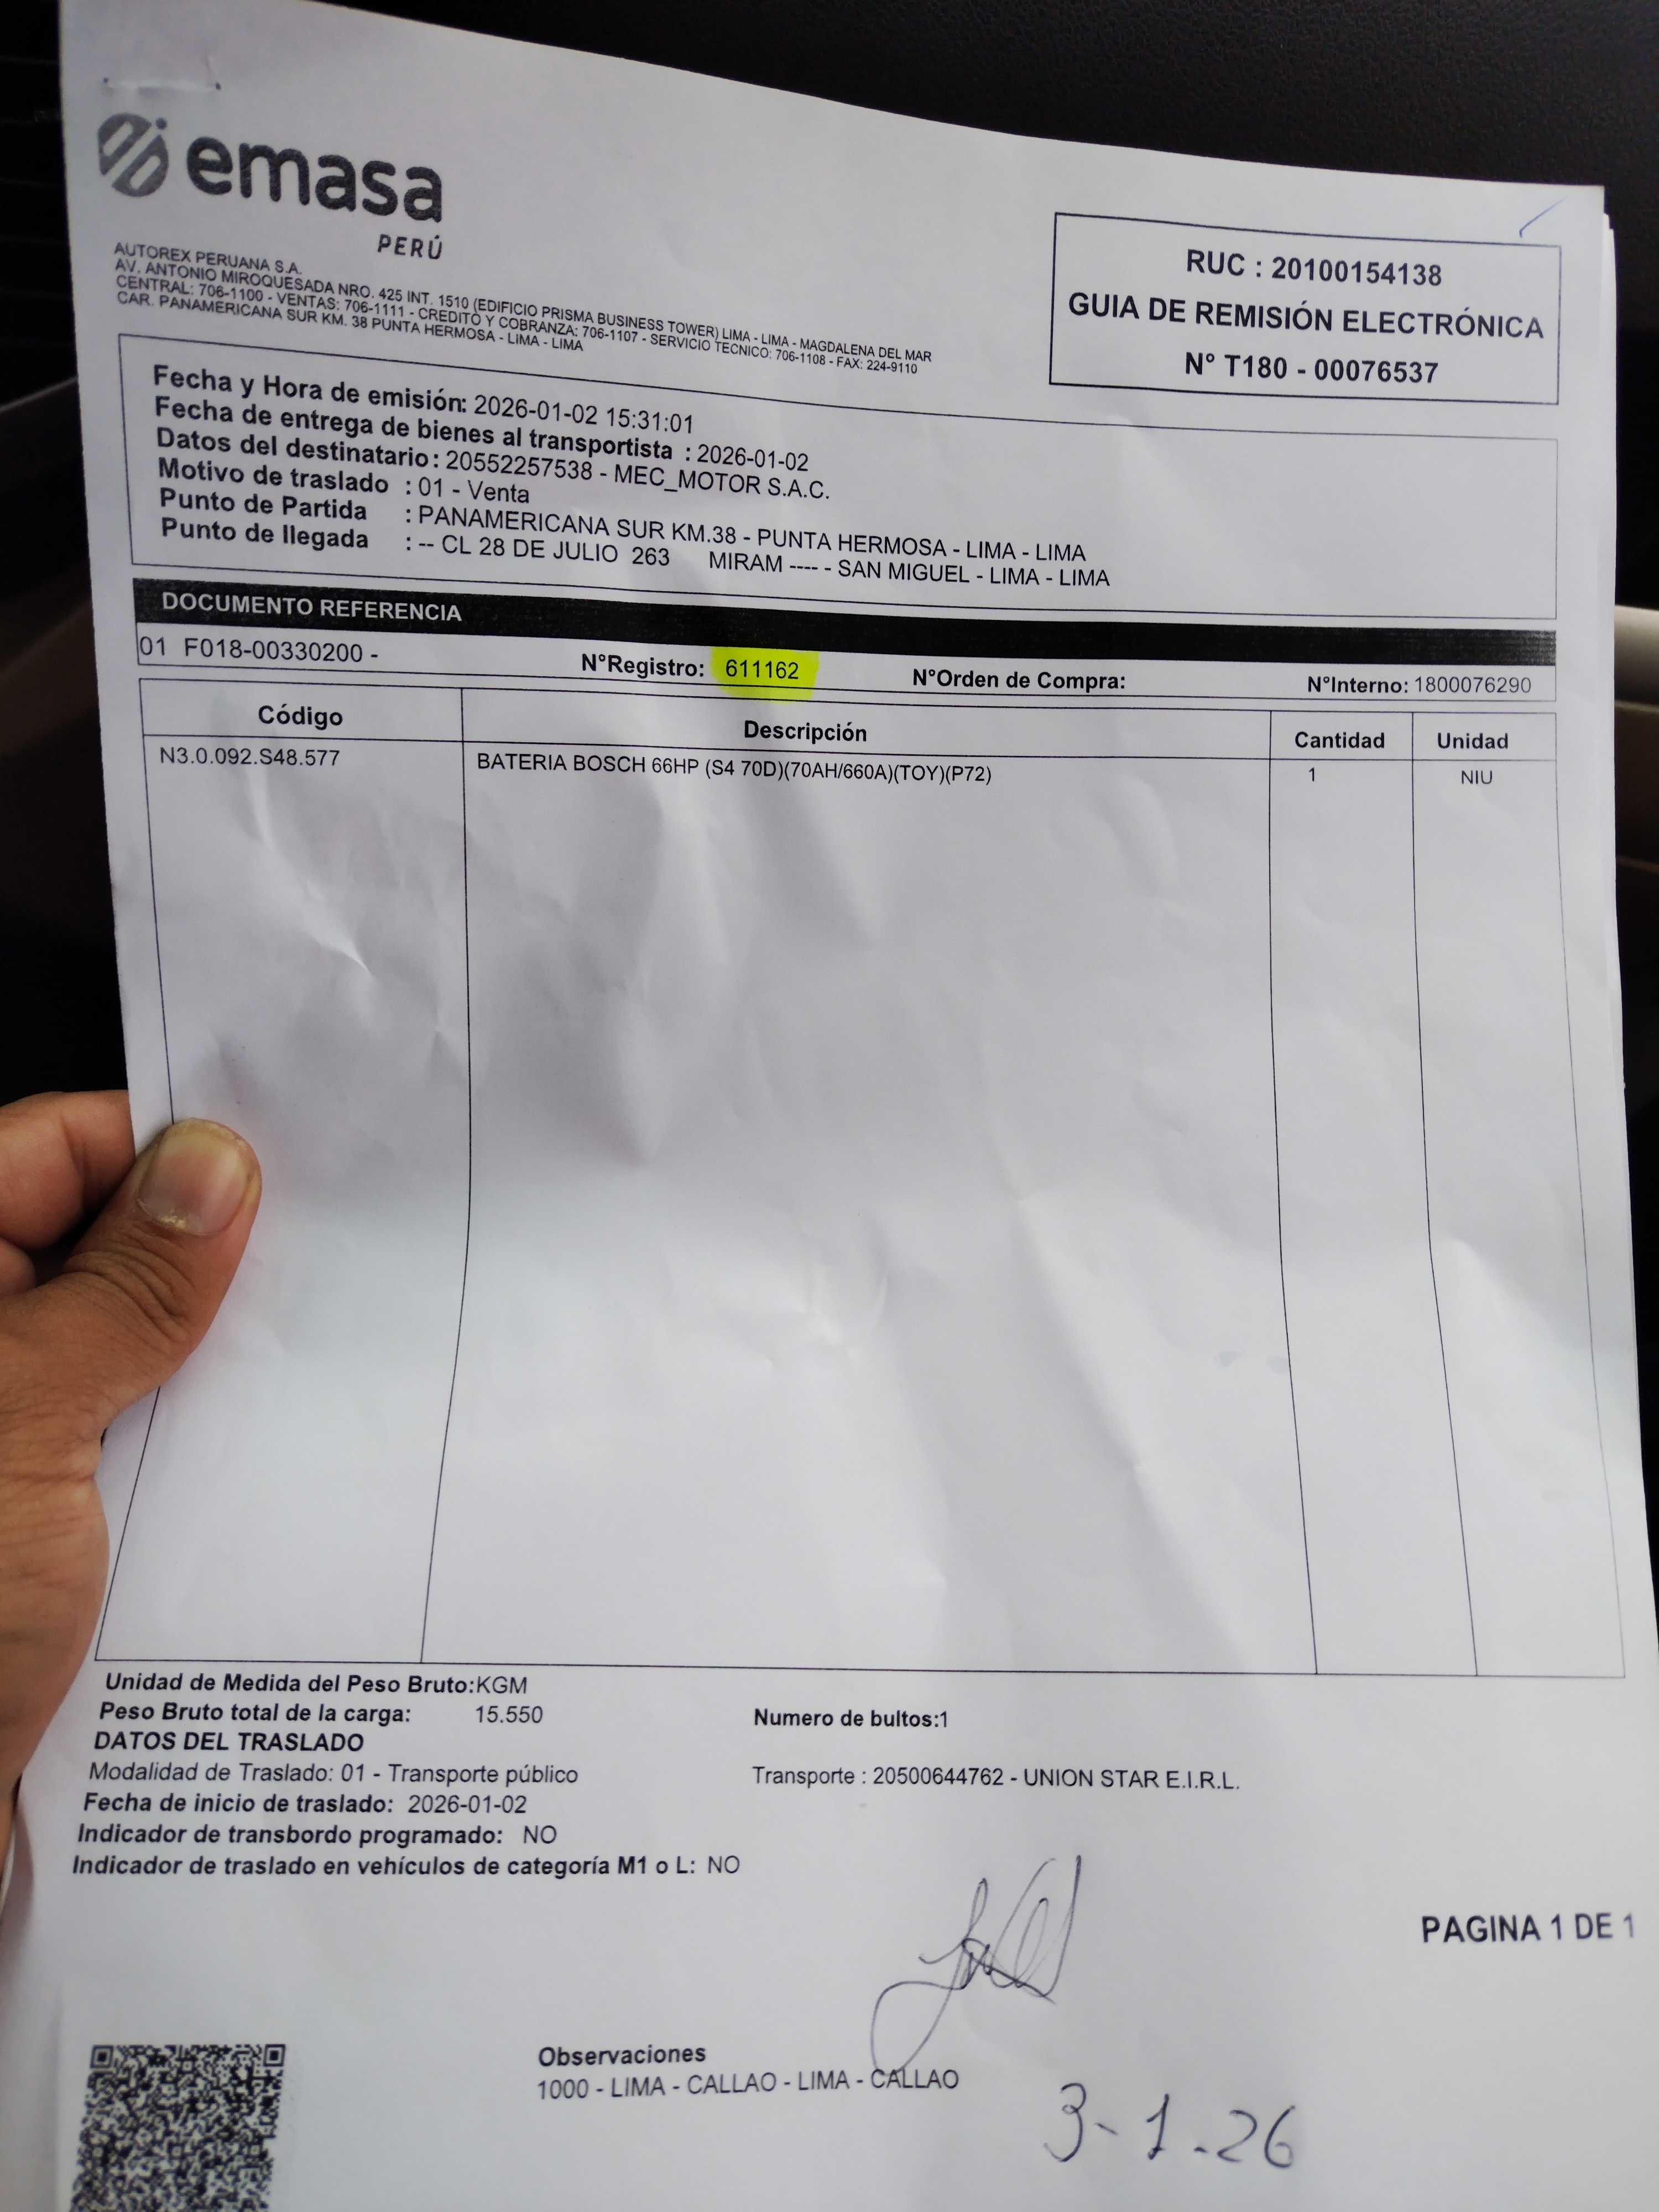 emasa
PERÚ
AUTOREX PERUANA S.A.
AV. ANTONIO MIROQUESADA NRO. 425 INT. 1510 (EDIFICIO PRISMA BUSINESS TOWER) LIMA - LIMA - MAGDALENA DEL MAR
CENTRAL: 706-1100 - VENTAS: 706-1111 - CREDITO Y COBRANZA: 706-1107 - SERVICIO TECNICO: 706-1108 - FAX: 224-9110
CAR. PANAMERICANA SUR KM. 38 PUNTA HERMOSA - LIMA - LIMA
RUC : 20100154138
GUIA DE REMISIÓN ELECTRÓNICA
N° T180 - 00076537
Fecha y Hora de emisión: 2026-01-02 15:31:01
Fecha de entrega de bienes al transportista : 2026-01-02
Datos del destinatario : 20552257538 - MEC_MOTOR S.A.C.
Motivo de traslado : 01 - Venta
Punto de Partida : PANAMERICANA SUR KM.38 - PUNTA HERMOSA - LIMA - LIMA
Punto de llegada : -- CL 28 DE JULIO 263 MIRAM ---- - SAN MIGUEL - LIMA - LIMA
DOCUMENTO REFERENCIA
01 F018-00330200 - N°Registro: 611162 N°Orden de Compra: N°Interno: 1800076290
Código Descripción Cantidad Unidad
N3.0.092.S48.577 BATERIA BOSCH 66HP (S4 70D)(70AH/660A)(TOY)(P72) 1 NIU
Unidad de Medida del Peso Bruto:KGM
Peso Bruto total de la carga: 15.550 Numero de bultos:1
DATOS DEL TRASLADO
Modalidad de Traslado: 01 - Transporte público Transporte : 20500644762 - UNION STAR E.I.R.L.
Fecha de inicio de traslado: 2026-01-02
Indicador de transbordo programado: NO
Indicador de traslado en vehículos de categoría M1 o L: NO
PAGINA 1 DE 1
Observaciones
1000 - LIMA - CALLAO - LIMA - CALLAO
3-1.26